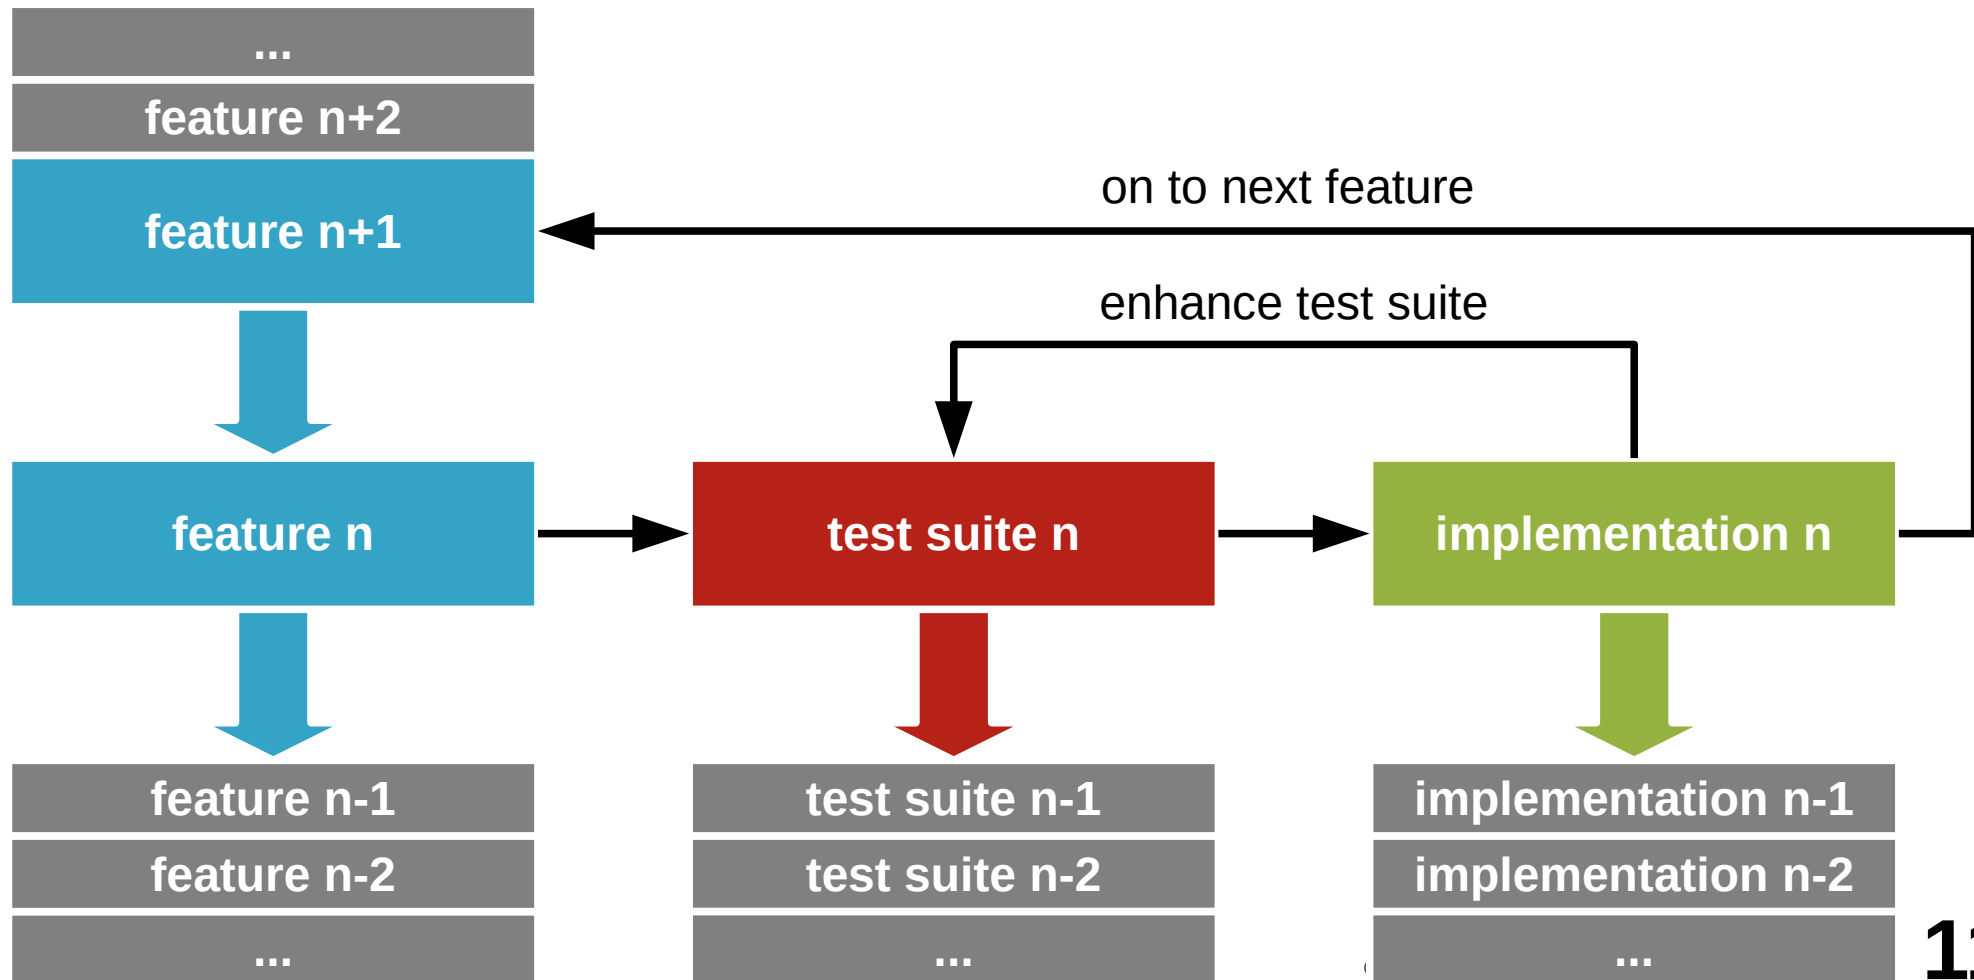 ...
feature n+2
feature n+1
on to next feature
enhance test suite
feature n
test suite n
implementation n
feature n-1
test suite n-1
implementation n-1
feature n-2
test suite n-2
implementation n-2
...
...
...